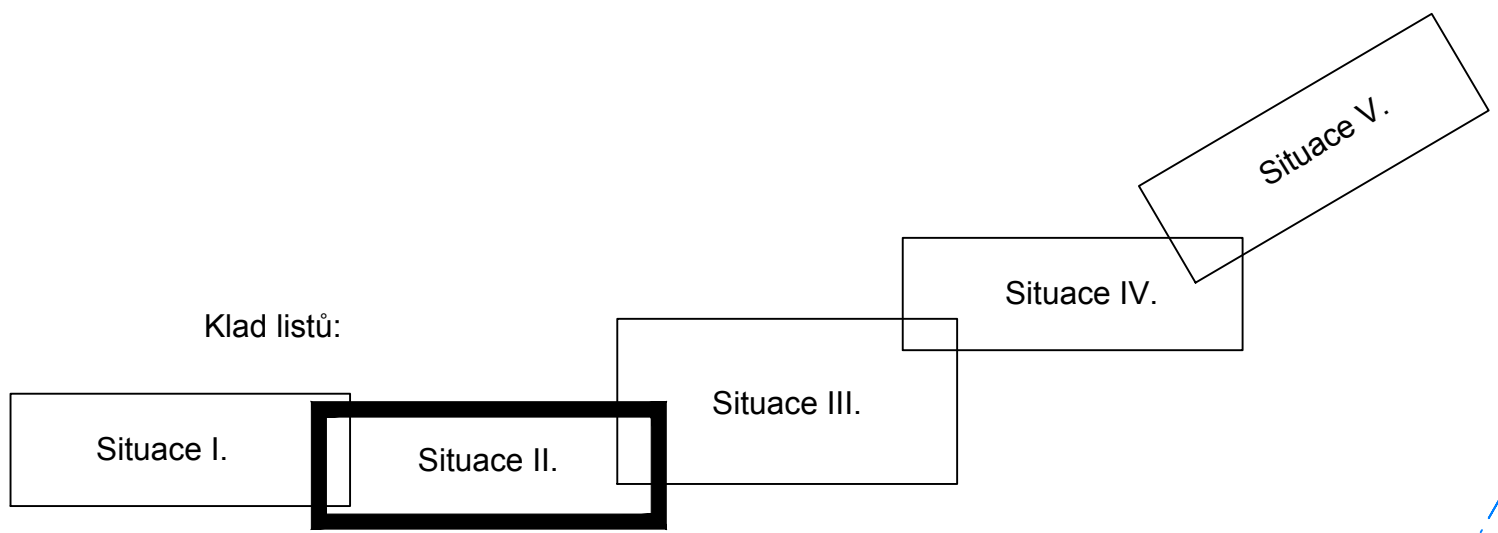 Situace V.
Situace IV.
Klad listů:
Situace III.
Situace I.
Situace II.